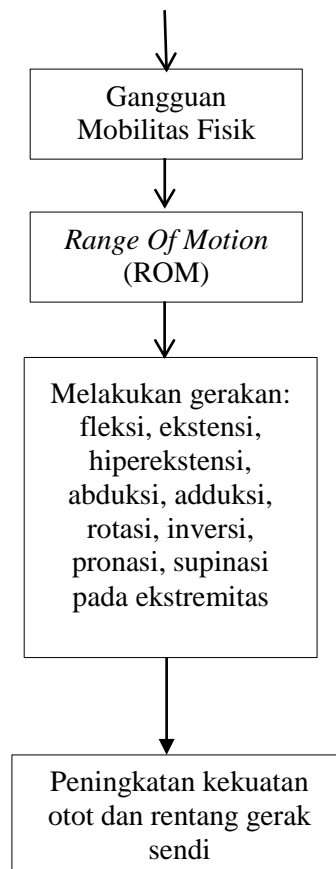 Gangguan
Mobilitas Fisik
Range Of Motion
(ROM)
Melakukan gerakan:
fleksi, ekstensi,
hiperekstensi,
abduksi, adduksi,
rotasi, inversi,
pronasi, supinasi
pada ekstremitas
Peningkatan kekuatan
otot dan rentang gerak
sendi